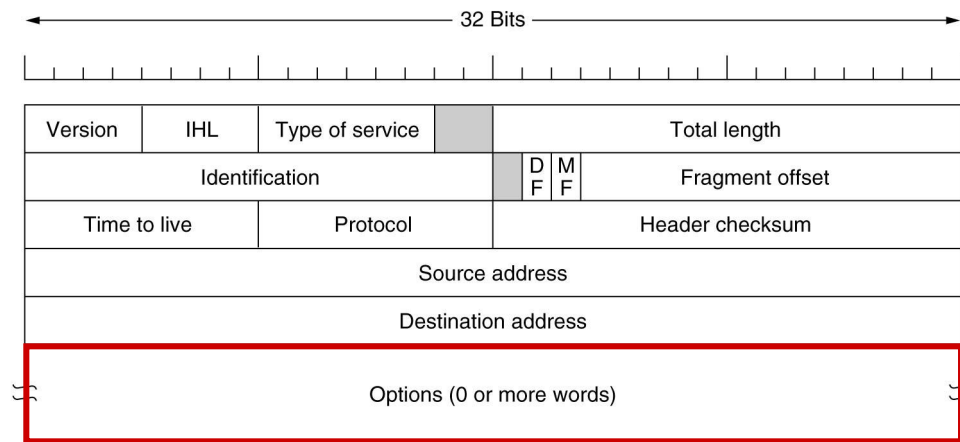 32 Bits
Version IHL Type of service Total length
Identification D F M F Fragment offset
Time to live Protocol Header checksum
Source address
Destination address
Options (0 or more words)